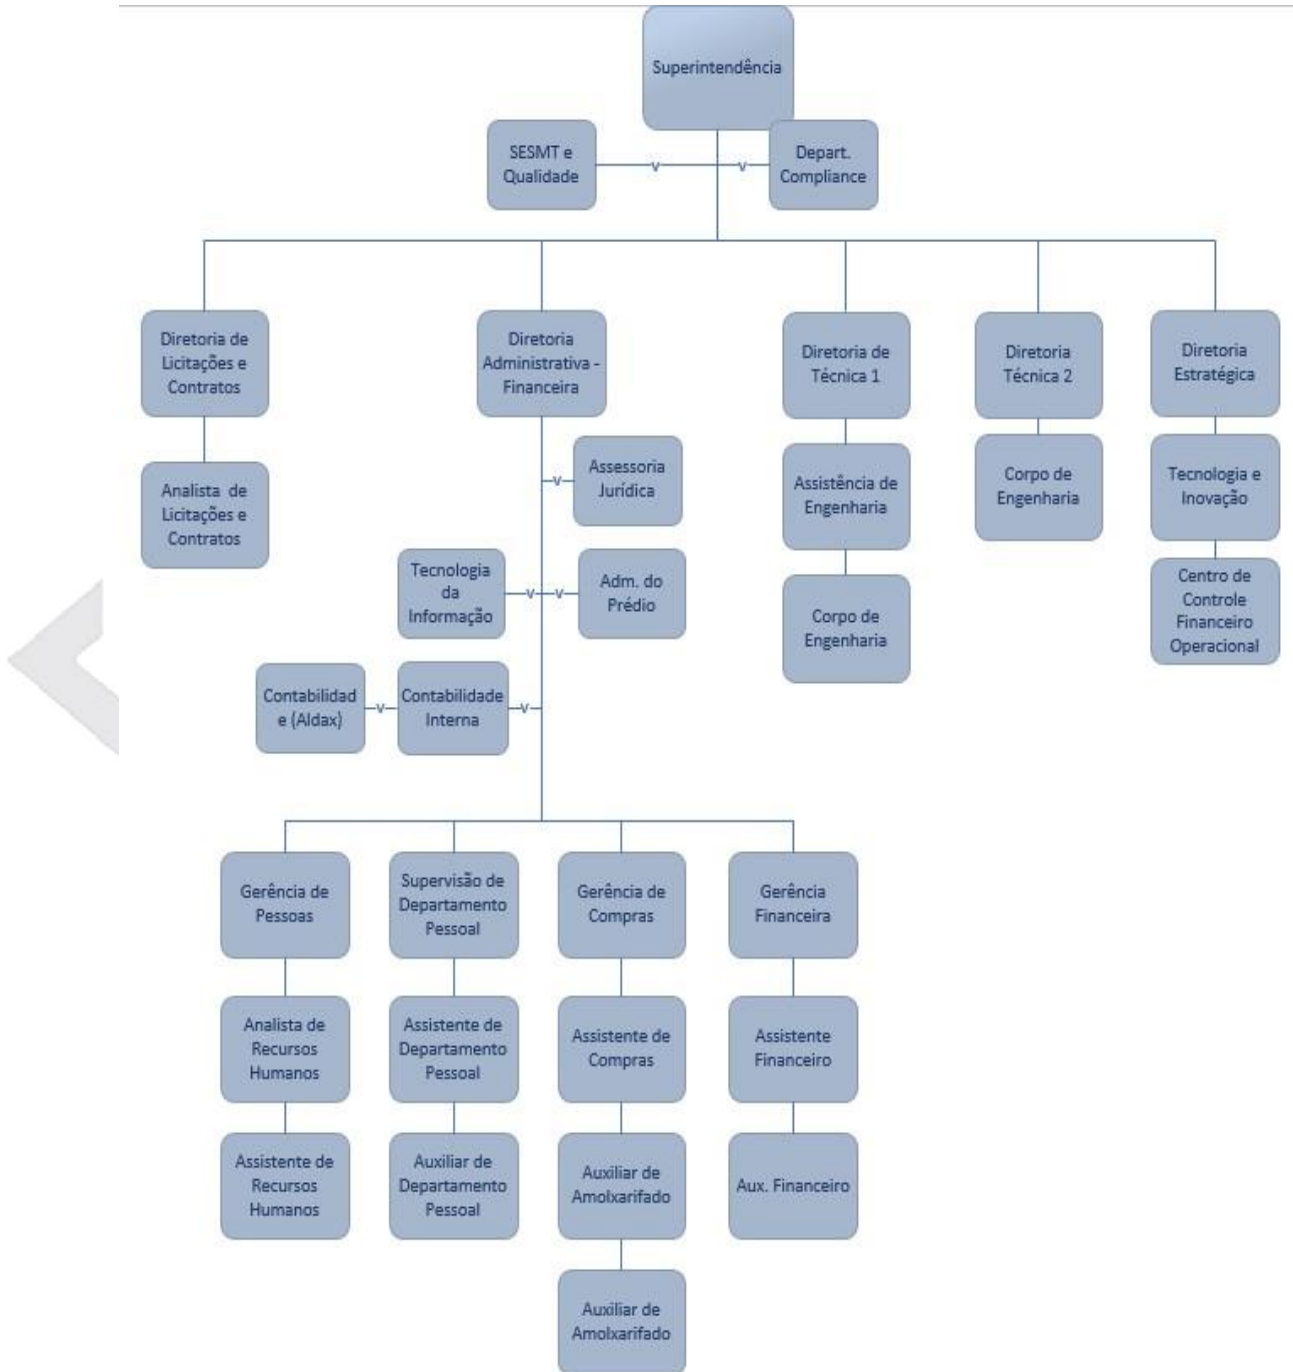 Superintendência
SESMT e
Qualidade
v
v
Depart.
Compliance
Diretoria de
Licitações e
Contratos
Diretoria
Administrativa -
Financeira
Diretoria de
Técnica 1
Diretoria
Técnica 2
Diretoria
Estratégica
Analista de
Licitações e
Contratos
v
Assessoria
Jurídica
Assistência de
Engenharia
Corpo de
Engenharia
Tecnologia e
Inovação
Tecnologia
da
Informação
v
v
Adm. do
Prédio
Corpo de
Engenharia
Centro de
Controle
Financeiro
Operacional
Contabilidad
e (Aldax)
v
Contabilidade
Interna
v
Gerência de
Pessoas
Supervisão de
Departamento
Pessoal
Gerência de
Compras
Gerência
Financeira
Analista de
Recursos
Humanos
Assistente de
Departamento
Pessoal
Assistente de
Compras
Assistente
Financeiro
Assistente de
Recursos
Humanos
Auxiliar de
Departamento
Pessoal
Auxiliar de
Amolxarifado
Aux. Financeiro
Auxiliar de
Amolxarifado